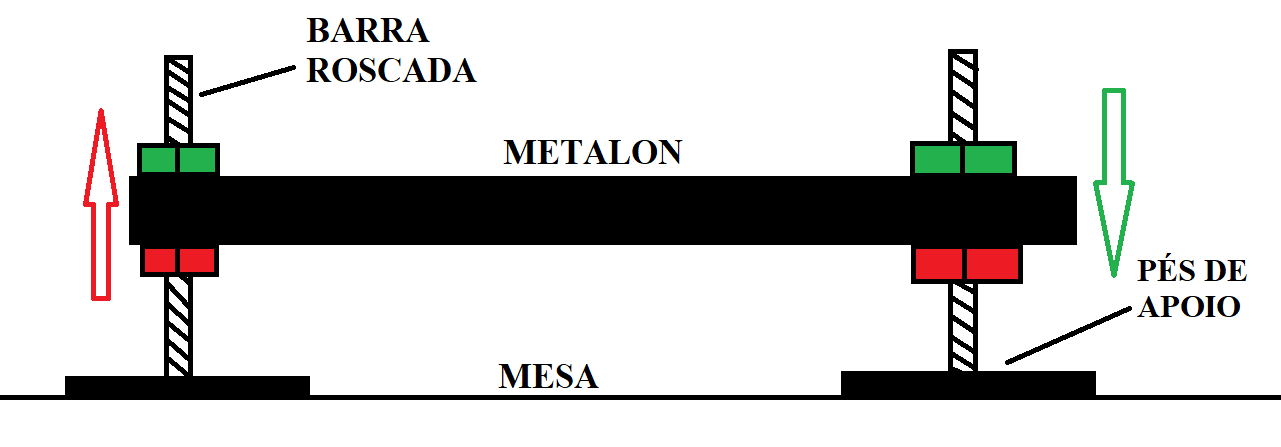 BARRA
ROSCADA
METALON
PÉS DE
APOIO
MESA